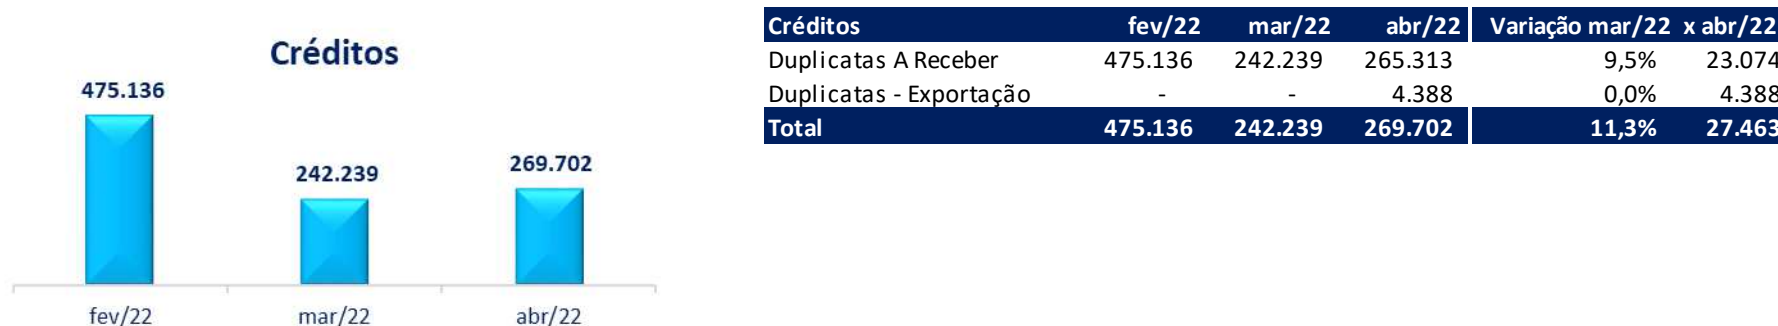 Créditos
475.136
242.239
269.702
fev/22 mar/22 abr/22
Créditos fev/22 mar/22 abr/22 Variação mar/22 x abr/22
Duplicatas A Receber 475.136 242.239 265.313 9,5% 23.074
Duplicatas - Exportação - - 4.388 0,0% 4.388
Total 475.136 242.239 269.702 11,3% 27.463